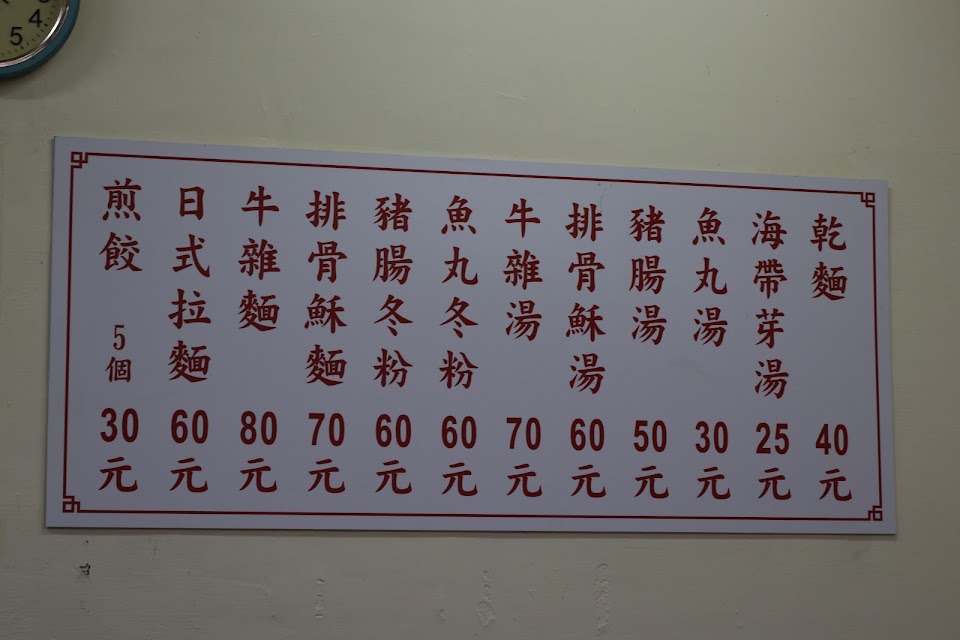 乾麵 40元
海帶芽湯 25元
魚丸湯 30元
豬腸湯 50元
排骨酥湯 60元
牛雜湯 70元
魚丸冬粉 60元
豬腸冬粉 60元
排骨酥麵 70元
牛雜麵 80元
日式拉麵 60元
煎餃 5個 30元
4
5